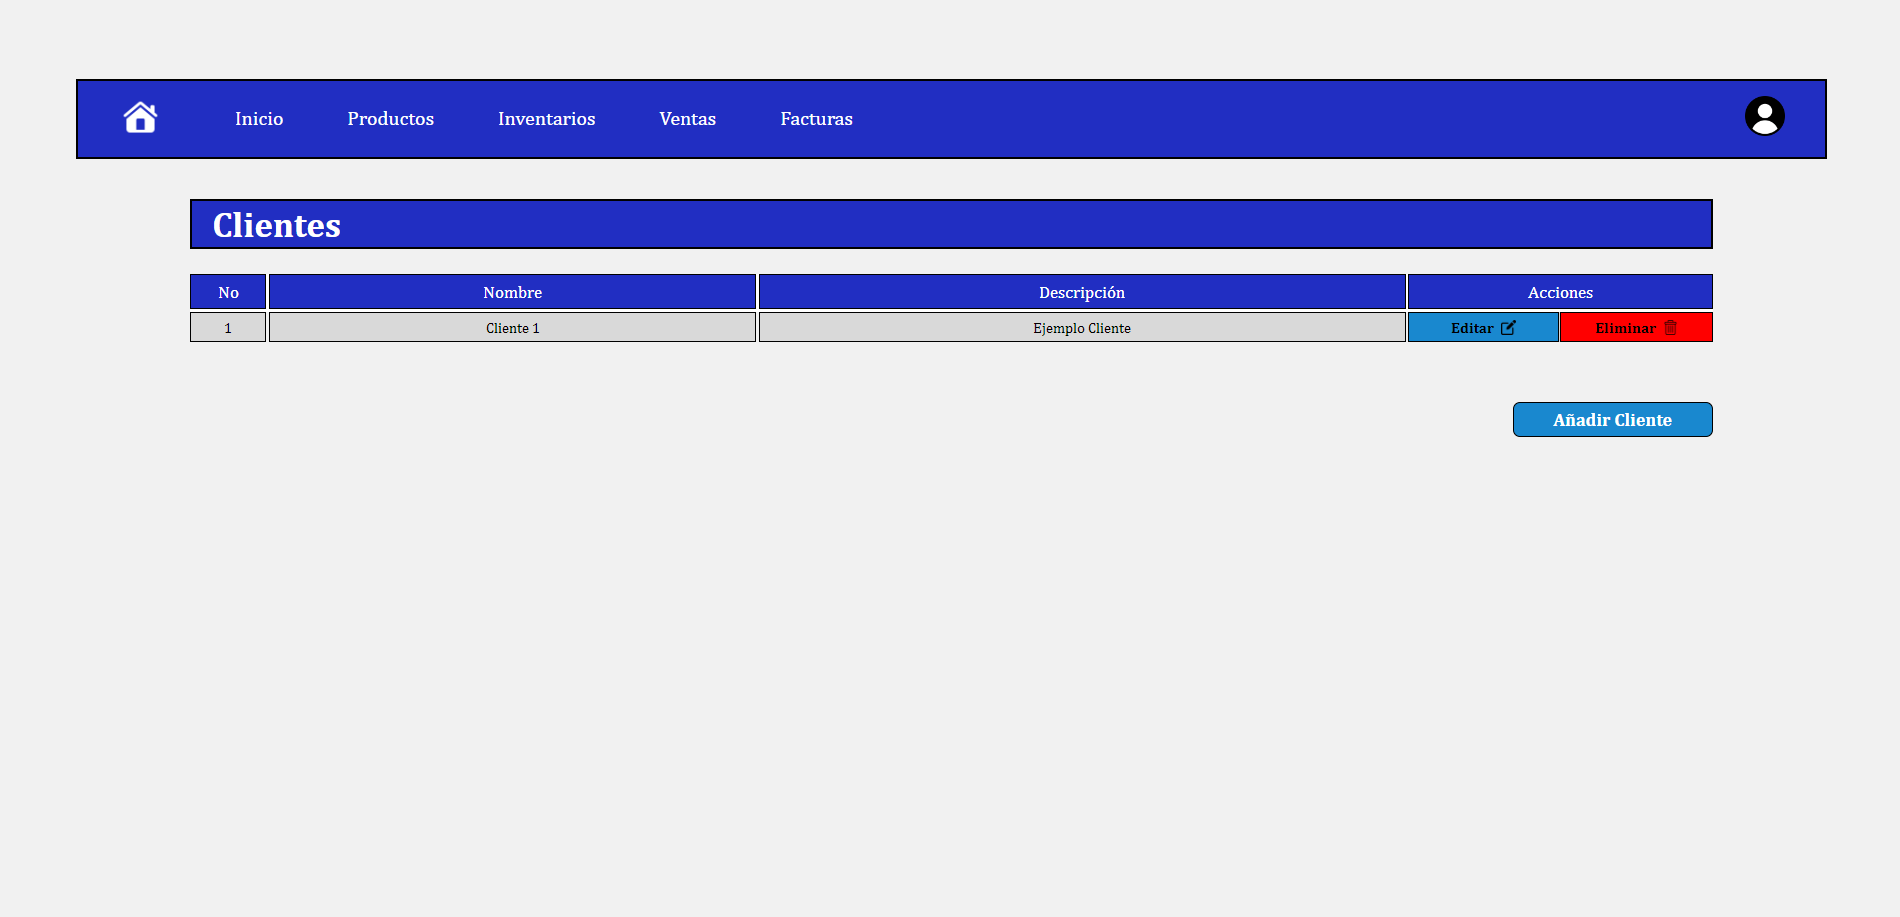 Inicio Productos Inventarios Ventas Facturas
Clientes
No Nombre Descripción Acciones
1 Cliente 1 Ejemplo Cliente Editar Eliminar
Añadir Cliente